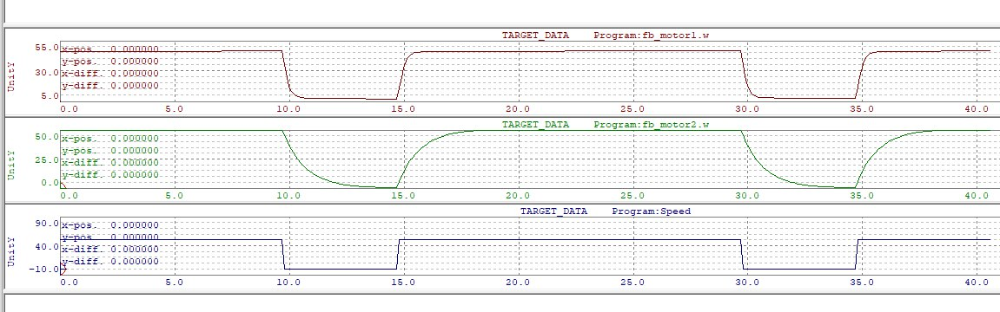 TARGET_DATA Program:fb_motor1.w
55.0 x-pos. 0.000000
y-pos. 0.000000
30.0 x-diff. 0.000000
y-diff. 0.000000
5.0
UnitY
0.0 5.0 10.0 15.0 20.0 25.0 30.0 35.0 40.0
TARGET_DATA Program:fb_motor2.w
50.0 x-pos. 0.000000
y-pos. 0.000000
25.0 x-diff. 0.000000
y-diff. 0.000000
0.0
UnitY
0.0 5.0 10.0 15.0 20.0 25.0 30.0 35.0 40.0
TARGET_DATA Program:Speed
90.0 x-pos. 0.000000
y-pos. 0.000000
40.0 x-diff. 0.000000
y-diff. 0.000000
-10.0
UnitY
0.0 5.0 10.0 15.0 20.0 25.0 30.0 35.0 40.0